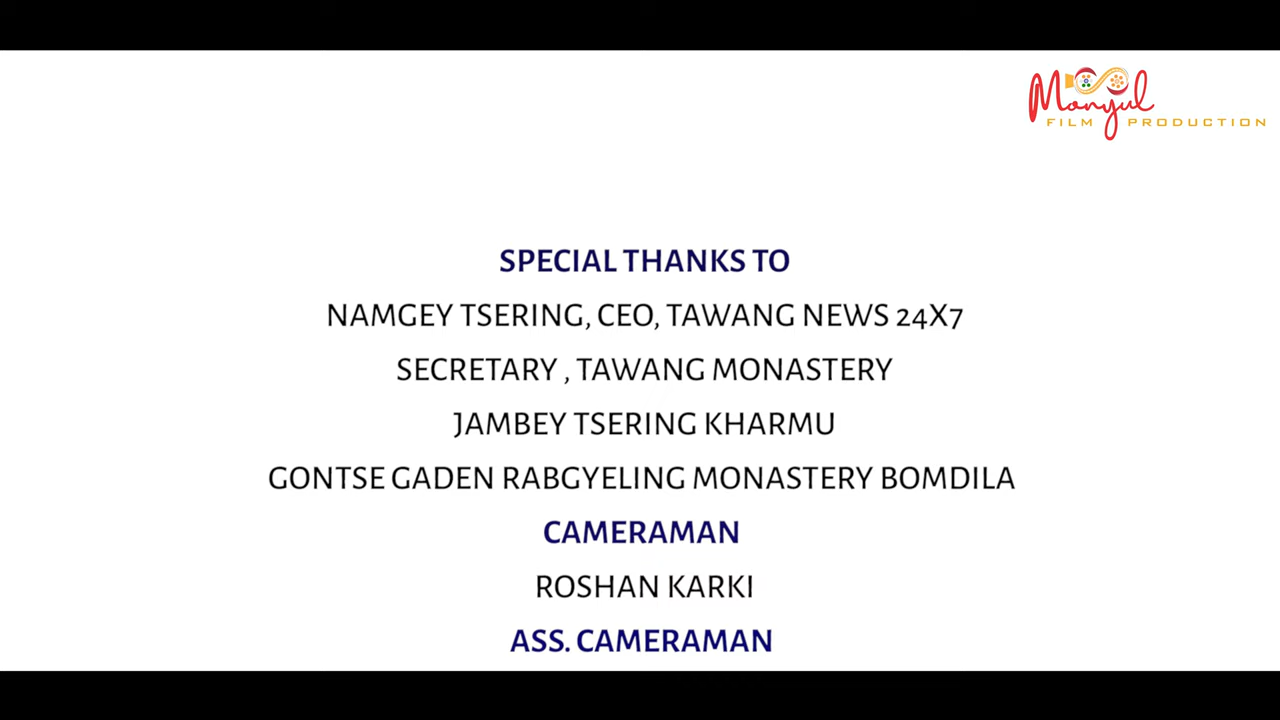 Monyul
FILM PRODUCTION
SPECIAL THANKS TO
NAMGEY TSERING, CEO, TAWANG NEWS 24X7
SECRETARY , TAWANG MONASTERY
JAMBEY TSERING KHARMU
GONTSE GADEN RABGYELING MONASTERY BOMDILA
CAMERAMAN
ROSHAN KARKI
ASS. CAMERAMAN